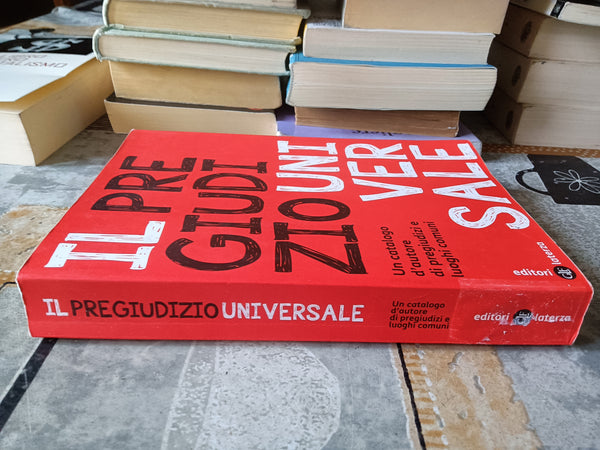 IL PRE
GIUDI
ZIO UNI
VER
SALE
Un catalogo
d'autore
di pregiudizi e
luoghi comuni
editori
laterza
IL PREGIUDIZIO UNIVERSALE
Un catalogo
d'autore
di pregiudizi e
luoghi comuni
editori laterza